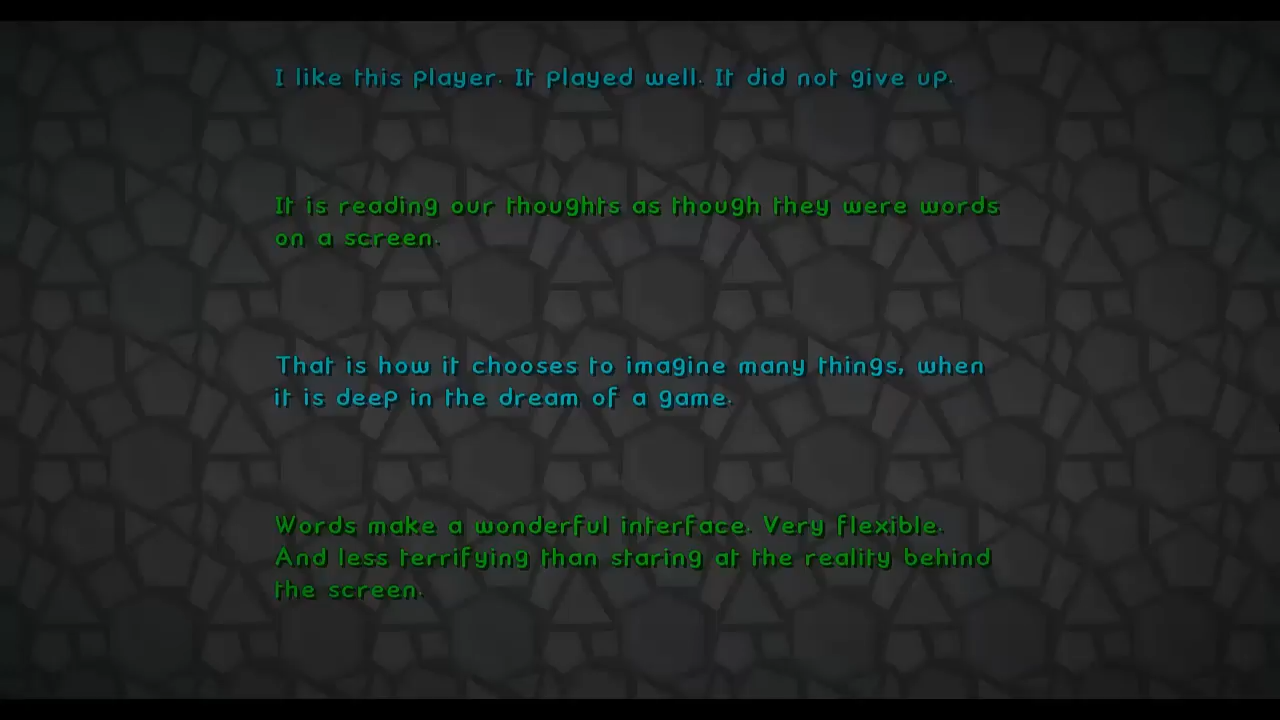 I like this player. It played well. It did not give up.
It is reading our thoughts as though they were words
on a screen.
That is how it chooses to imagine many things, when
it is deep in the dream of a game.
Words make a wonderful interface. Very flexible.
And less terrifying than staring at the reality behind
the screen.